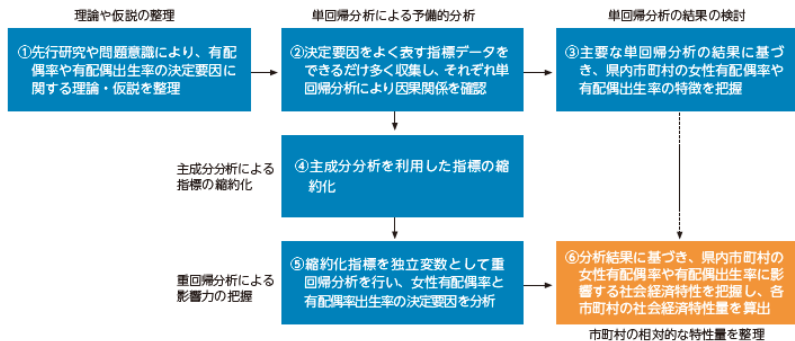 理論や仮説の整理
単回帰分析による予備的分析
単回帰分析の結果の検討
①先行研究や問題意識により、有配
偶率や有配偶出生率の決定要因に
関する理論・仮説を整理
②決定要因をよく表す指標データを
できるだけ多く収集し、それぞれ単
回帰分析により因果関係を確認
③主要な単回帰分析の結果に基づ
き、県内市町村の女性有配偶率や
有配偶出生率の特徴を把握
主成分分析による
指標の縮約化
④主成分分析を利用した指標の縮
約化
重回帰分析による
影響力の把握
⑤縮約化指標を独立変数として重
回帰分析を行い、女性有配偶率と
有配偶率出生率の決定要因を分析
⑥分析結果に基づき、県内市町村の
女性有配偶率や有配偶出生率に影
響する社会経済特性を把握し、各
市町村の社会経済特性量を算出
市町村の相対的な特性量を整理